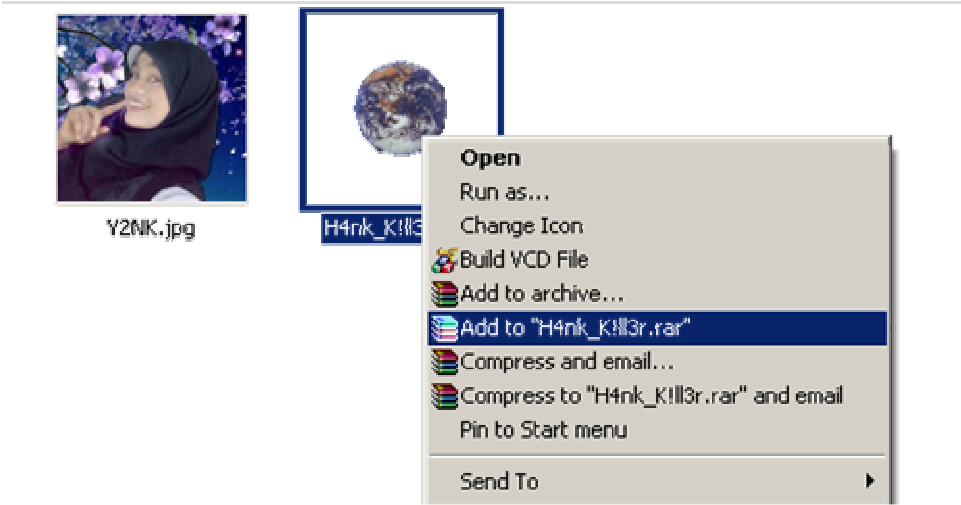 Y2NK.jpg
H4nk_K!ll3
Open
Run as...
Change Icon
Build VCD File
Add to archive...
Add to "H4nk_K!ll3r.rar"
Compress and email...
Compress to "H4nk_K!ll3r.rar" and email
Pin to Start menu
Send To